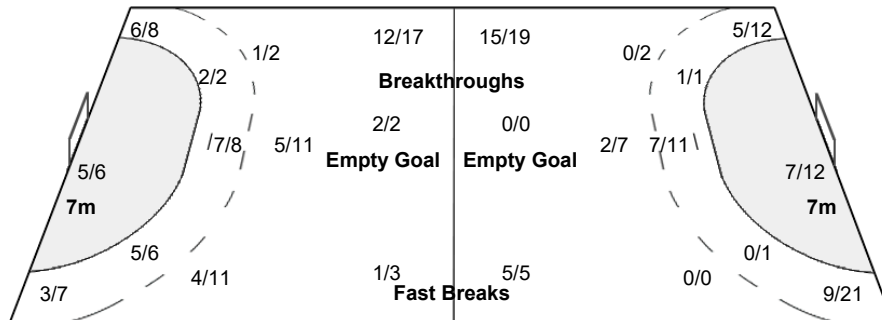 6/8 12/17 15/19 5/12
1/2 0/2
2/2 Breakthroughs 1/1
2/2 0/0
7/8 5/11 2/7 7/11
Empty Goal Empty Goal
5/6 7/12
7m 7m
5/6 0/1
4/11 1/3 5/5 0/0
3/7 Fast Breaks 9/21